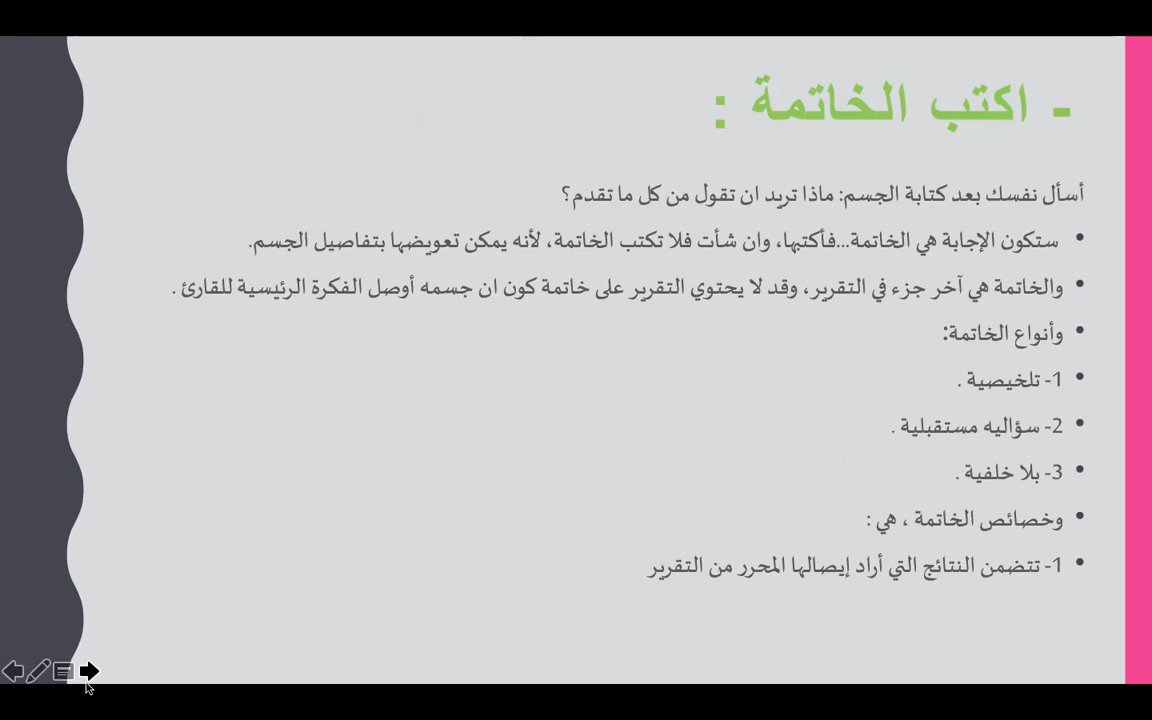 - اكتب الخاتمة :
أسأل نفسك بعد كتابة الجسم: ماذا تريد ان تقول من كل ما تقدم؟
• ستكون الإجابة هي الخاتمة...فأكتبها، وان شأت فلا تكتب الخاتمة، لأنه يمكن تعويضها بتفاصيل الجسم.
• والخاتمة هي آخر جزء في التقرير، وقد لا يحتوي التقرير على خاتمة كون ان جسمه أوصل الفكرة الرئيسية للقارئ .
• وأنواع الخاتمة:
• 1- تلخيصية .
• 2- سؤاليه مستقبلية .
• 3- بلا خلفية .
• وخصائص الخاتمة ، هي :
• 1- تتضمن النتائج التي أراد إيصالها المحرر من التقرير